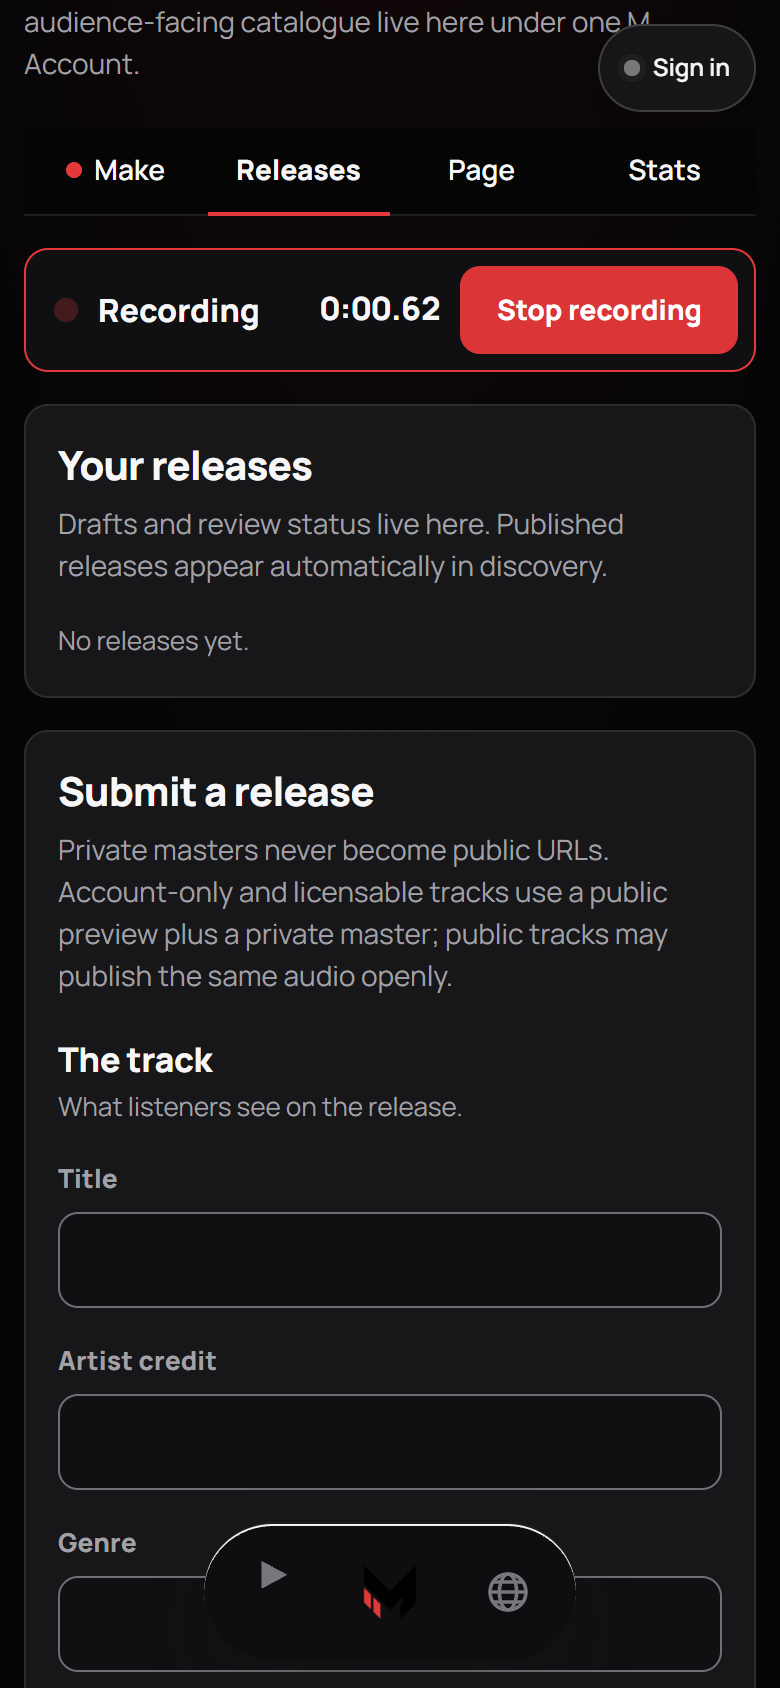 audience-facing catalogue live here under one M
Account.
Sign in
Make
Releases
Page
Stats
Recording
0:00.62
Stop recording
Your releases
Drafts and review status live here. Published
releases appear automatically in discovery.
No releases yet.
Submit a release
Private masters never become public URLs.
Account-only and licensable tracks use a public
preview plus a private master; public tracks may
publish the same audio openly.
The track
What listeners see on the release.
Title
Artist credit
Genre